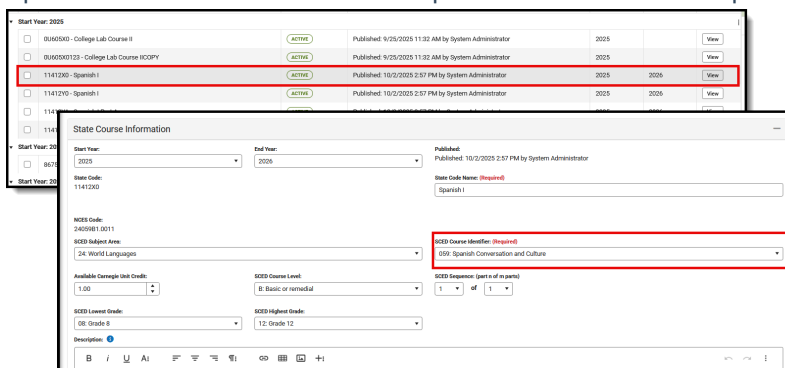 Start Year: 2025
0U605X0 - College Lab Course II ACTIVE Published: 9/25/2025 11:32 AM by System Administrator 2025 View
0U605X0123 - College Lab Course IICOPY ACTIVE Published: 9/25/2025 11:32 AM by System Administrator 2025 View
11412X0 - Spanish I ACTIVE Published: 10/2/2025 2:57 PM by System Administrator 2025 2026 View
11412Y0 - Spanish I ACTIVE Published: 10/2/2025 2:57 PM by System Administrator 2025 2026 View
Start Year: 20
8675
Start Year: 20
State Course Information
Start Year: End Year: Published:
2025 2026 Published: 10/2/2025 2:57 PM by System Administrator
State Code: State Code Name: (Required)
11412X0 Spanish I
NCES Code:
24059B1.0011
SCED Subject Area: SCED Course Identifier: (Required)
24: World Languages 059: Spanish Conversation and Culture
Available Carnegie Unit Credit: SCED Course Level: SCED Sequence: (part n of m parts)
1.00 B: Basic or remedial 1 of 1
SCED Lowest Grade: SCED Highest Grade:
08: Grade 8 12: Grade 12
Description: